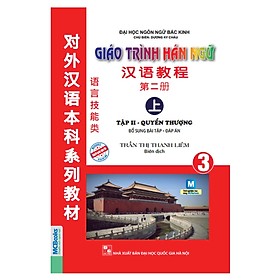 ĐẠI HỌC NGÔN NGỮ BẮC KINH
CHỦ BIÊN: DƯƠNG KÝ CHÂU
GIÁO TRÌNH HÁN NGỮ
汉语教程
第二册
上
TẬP II - QUYỂN THƯỢNG
BỔ SUNG BÀI TẬP - ĐÁP ÁN
TRẦN THỊ THANH LIÊM
Biên dịch
3
对外汉语本科系列教材
语言技能类
MCBooks
NHÀ XUẤT BẢN ĐẠI HỌC QUỐC GIA HÀ NỘI